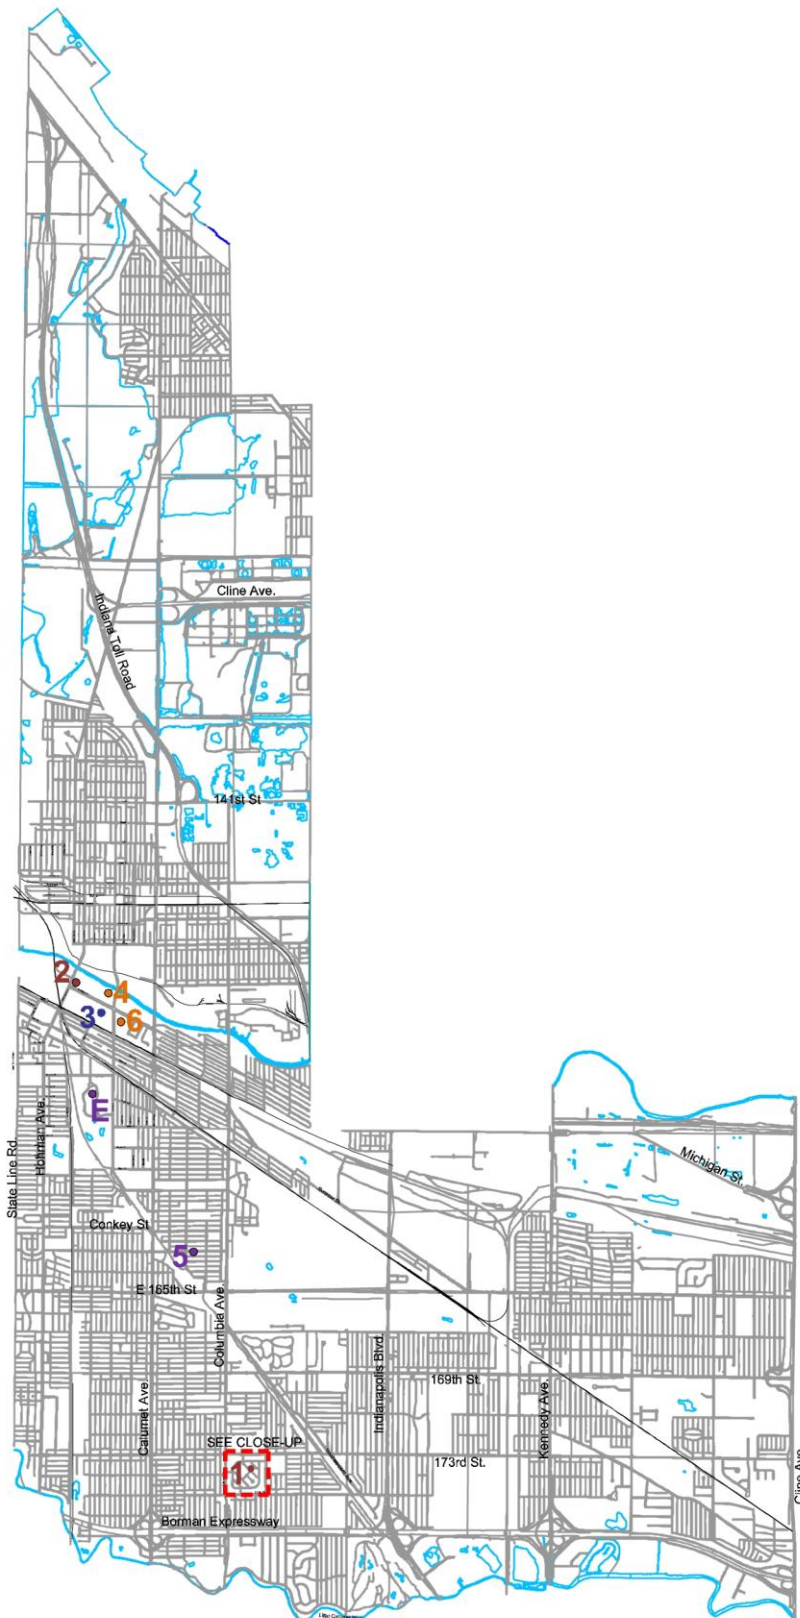 Cline Ave.
Indiana Toll Road
141st St
2
4
3
6
E
Michigan St.
State Line Rd.
Hohman Ave.
Conkey St
5
E 165th St
Columbia Ave.
Indianapolis Blvd.
169th St.
Calumet Ave.
Kennedy Ave.
SEE CLOSE-UP
1
173rd St.
Cline Ave.
Borman Expressway